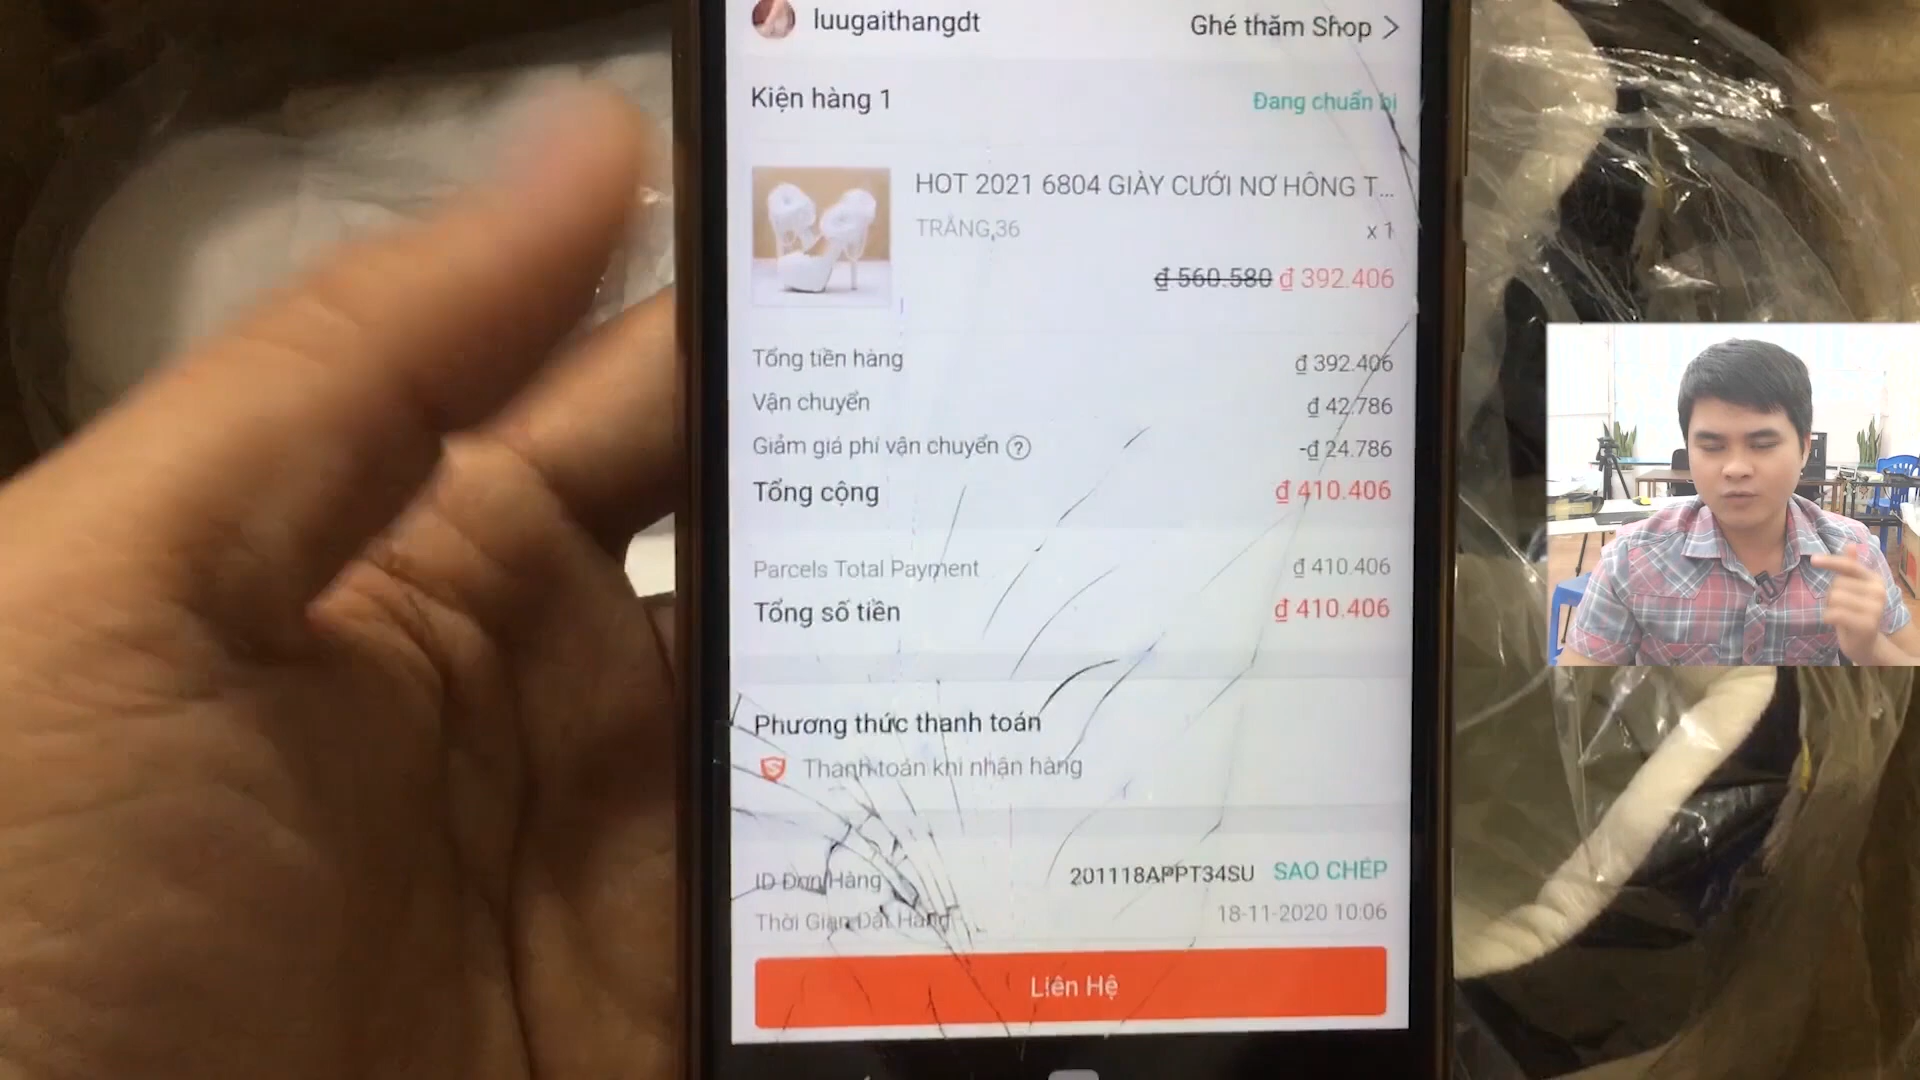 luugaithangdt
Ghé thăm Shop >
Kiện hàng 1
Đang chuẩn bị
HOT 2021 6804 GIÀY CƯỚI NƠ HÔNG T...
TRẮNG,36
x 1
₫ 560.580 ₫ 392.406
Tổng tiền hàng
₫ 392.406
Vận chuyển
₫ 42.786
Giảm giá phí vận chuyển ?
-₫ 24.786
Tổng cộng
₫ 410.406
Parcels Total Payment
₫ 410.406
Tổng số tiền
₫ 410.406
Phương thức thanh toán
Thanh toán khi nhận hàng
ID Đơn Hàng
201118APPT34SU SAO CHÉP
Thời Gian Đặt Hàng
18-11-2020 10:06
Liên Hệ